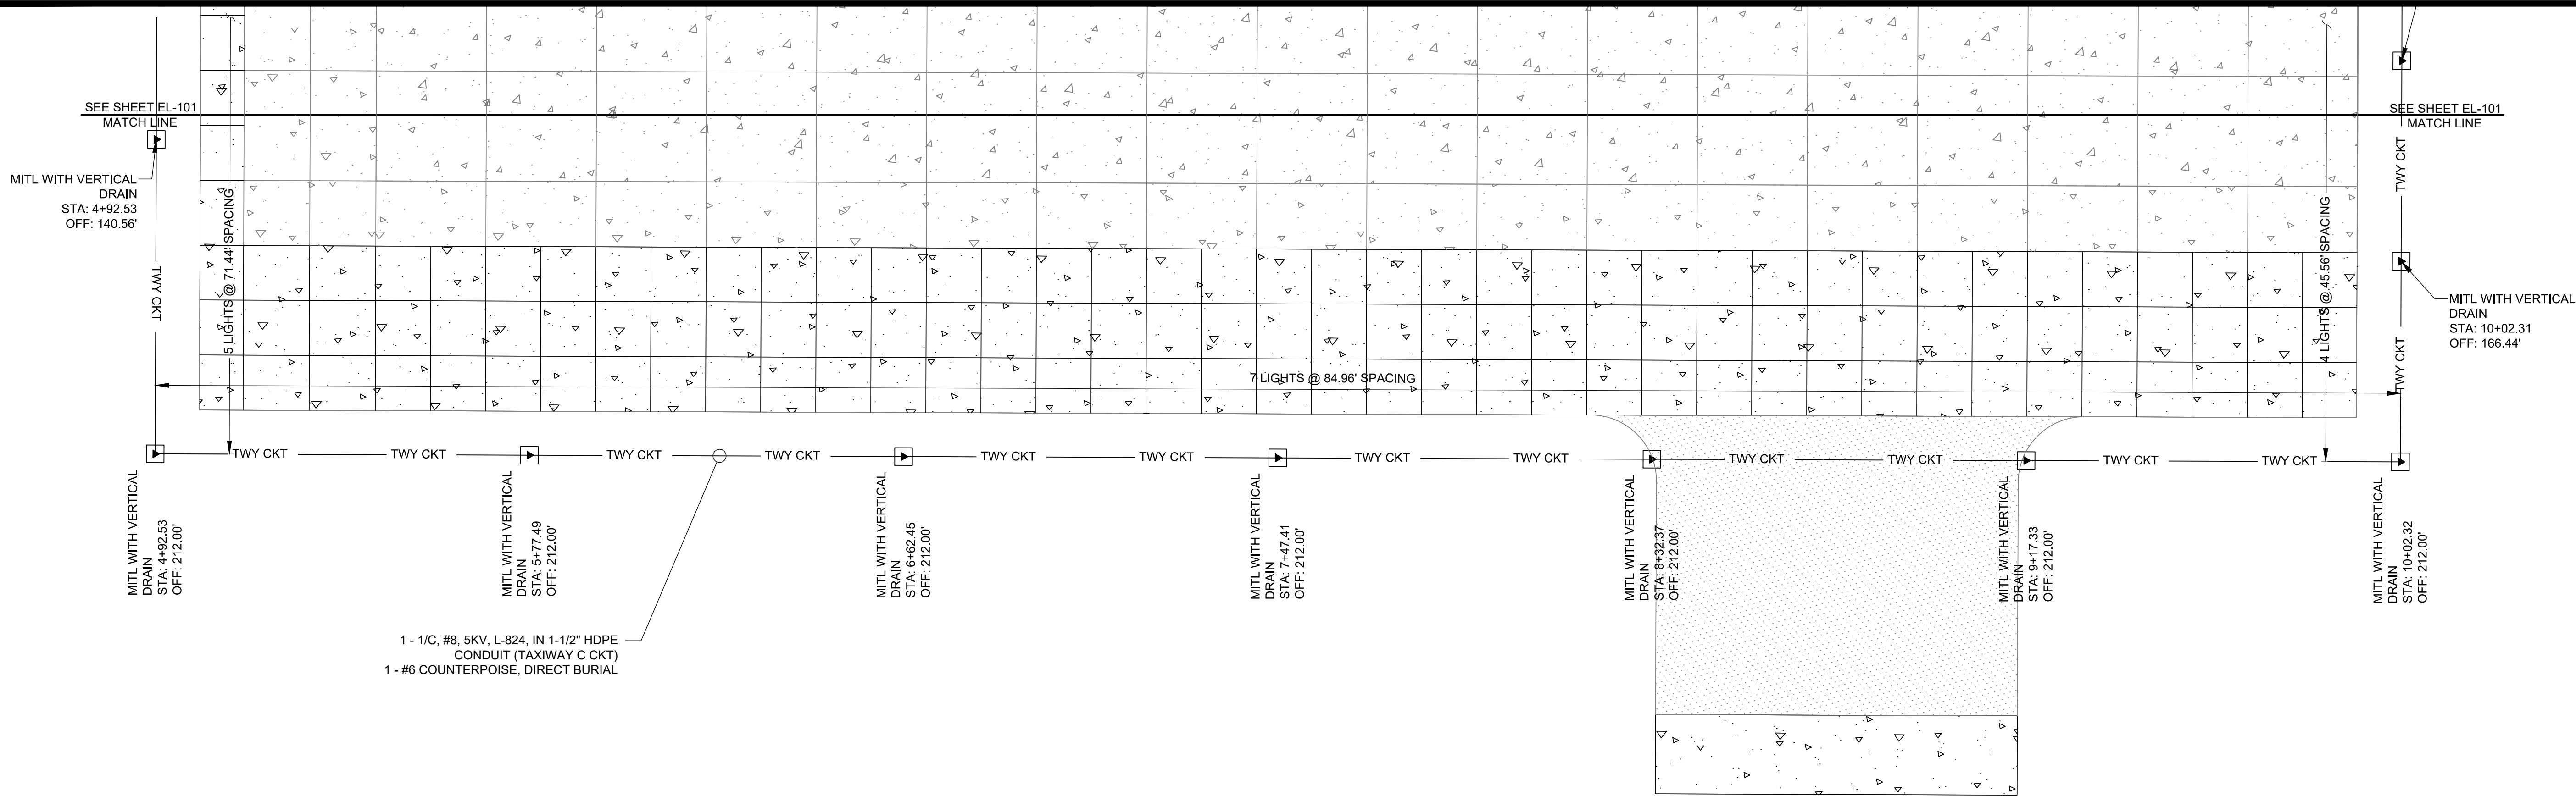 SEE SHEET EL-101
MATCH LINE
SEE SHEET EL-101
MATCH LINE
MITL WITH VERTICAL
DRAIN
STA: 4+92.53
OFF: 140.56'
TWY CKT
5 LIGHTS @ 71.44' SPACING
TWY CKT
4 LIGHTS @ 45.56' SPACING
MITL WITH VERTICAL
DRAIN
STA: 10+02.31
OFF: 166.44'
TWY CKT
7 LIGHTS @ 84.96' SPACING
TWY CKT
TWY CKT
TWY CKT
TWY CKT
TWY CKT
TWY CKT
TWY CKT
TWY CKT
TWY CKT
TWY CKT
TWY CKT
TWY CKT
MITL WITH VERTICAL
DRAIN
STA: 4+92.53
OFF: 212.00'
MITL WITH VERTICAL
DRAIN
STA: 5+77.49
OFF: 212.00'
MITL WITH VERTICAL
DRAIN
STA: 6+62.45
OFF: 212.00'
MITL WITH VERTICAL
DRAIN
STA: 7+47.41
OFF: 212.00'
MITL WITH VERTICAL
DRAIN
STA: 8+32.37
OFF: 212.00'
MITL WITH VERTICAL
DRAIN
STA: 9+17.33
OFF: 212.00'
MITL WITH VERTICAL
DRAIN
STA: 10+02.32
OFF: 212.00'
1 - 1/C, #8, 5KV, L-824, IN 1-1/2" HDPE
CONDUIT (TAXIWAY C CKT)
1 - #6 COUNTERPOISE, DIRECT BURIAL